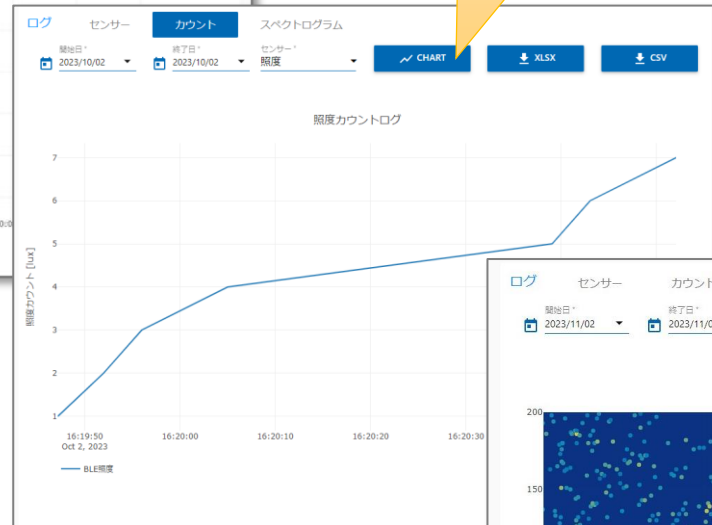 ログ センサー カウント スペクトログラム
開始日* 終了日* センサー*
2023/10/02 2023/10/02 照度 CHART XLSX CSV
照度カウントログ
7
6
5
4
3
2
1
照度カウント [lux]
16:19:50 16:20:00 16:20:10 16:20:20 16:20:30
Oct 2, 2023
BLE照度
ログ センサー カウント
開始日* 終了日*
2023/11/02 2023/11/0
200
150